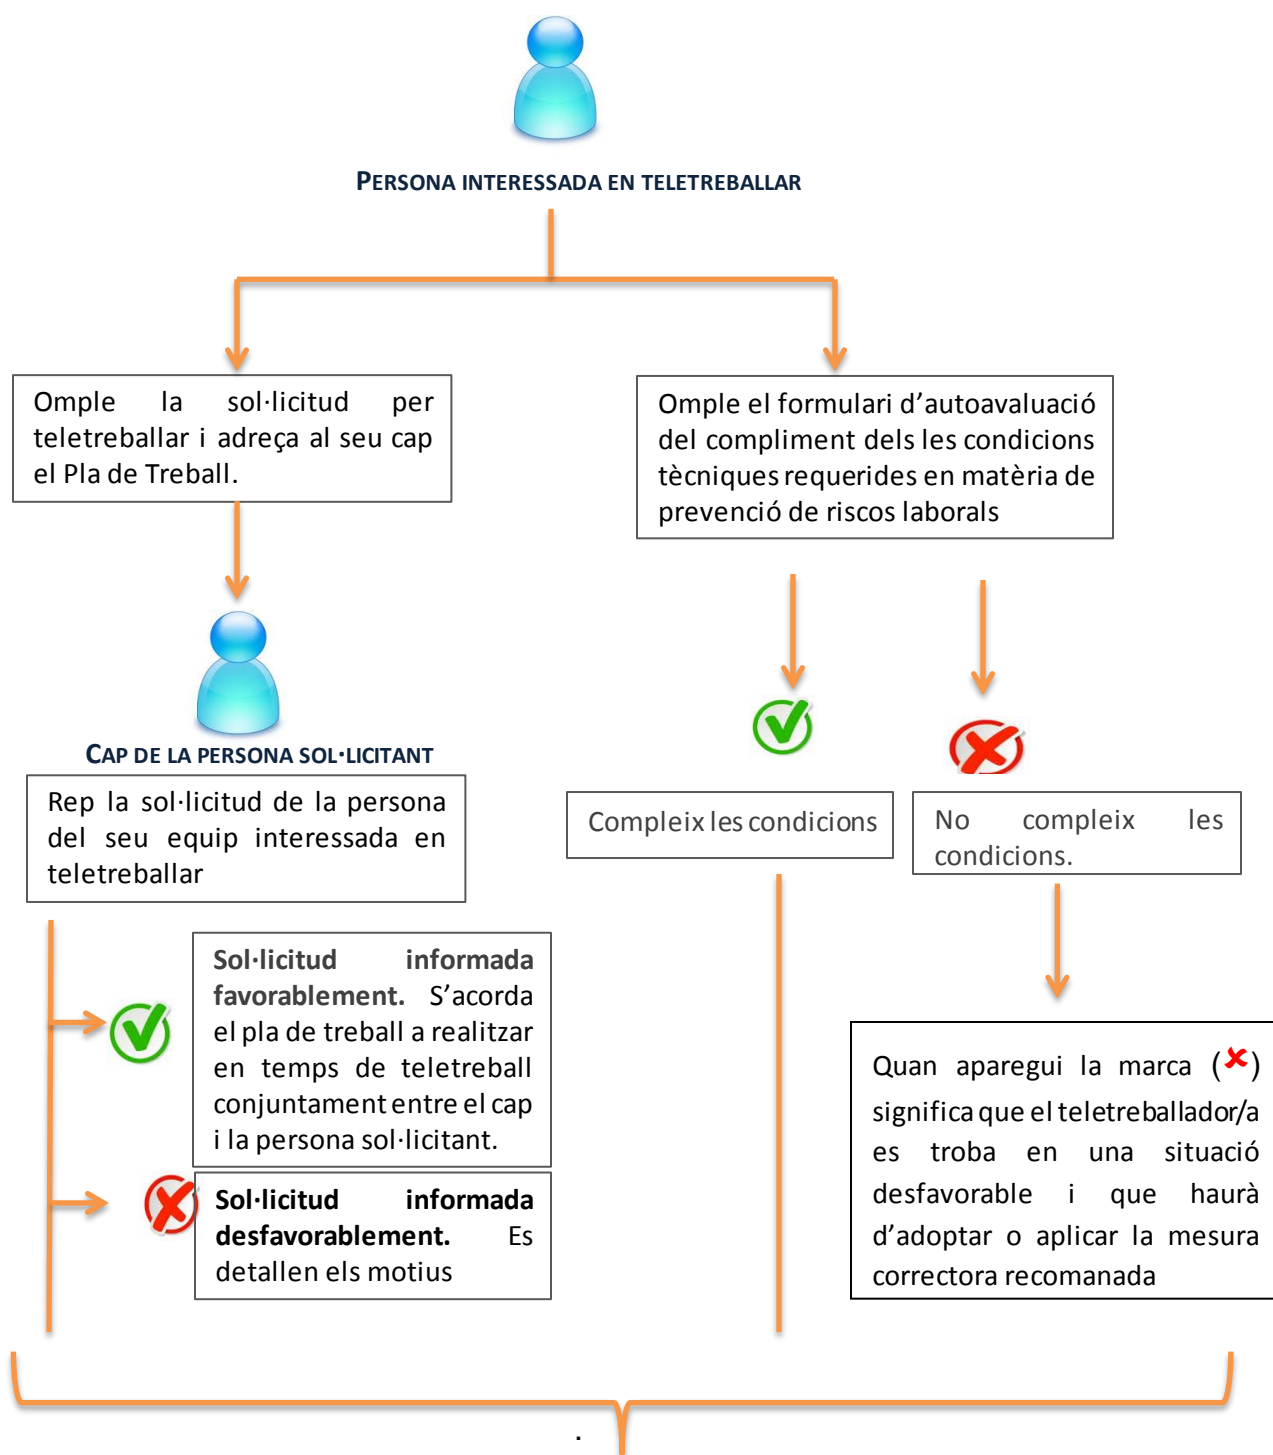 PERSONA INTERESSADA EN TELETREBALLAR
Omple la sol·licitud per
teletreballar i adreça al seu cap
el Pla de Treball.
Omple el formulari d'autoavaluació
del compliment dels les condicions
tècniques requerides en matèria de
prevenció de riscos laborals
CAP DE LA PERSONA SOL·LICITANT
Rep la sol·licitud de la persona
del seu equip interessada en
teletreballar
Compleix les condicions
No compleix les
condicions.
Sol·licitud informada
favorablement. S'acorda
el pla de treball a realitzar
en temps de teletreball
conjuntament entre el cap
i la persona sol·licitant.
Sol·licitud informada
desfavorablement. Es
detallen els motius
Quan aparegui la marca (✘)
significa que el teletreballador/a
es troba en una situació
desfavorable i que haurà
d'adoptar o aplicar la mesura
correctora recomanada
.